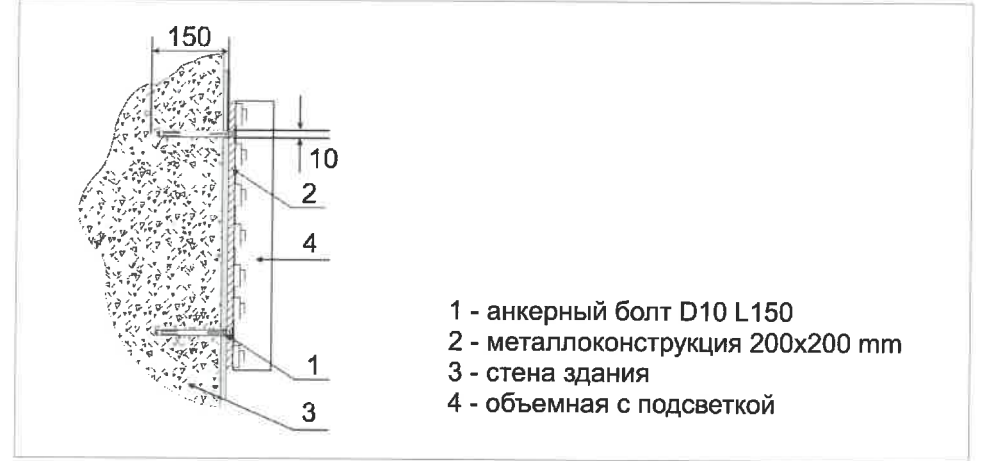 150
10
2
4
1
3
1 - анкерный болт D10 L150
2 - металлоконструкция 200x200 mm
3 - стена здания
4 - объемная с подсветкой